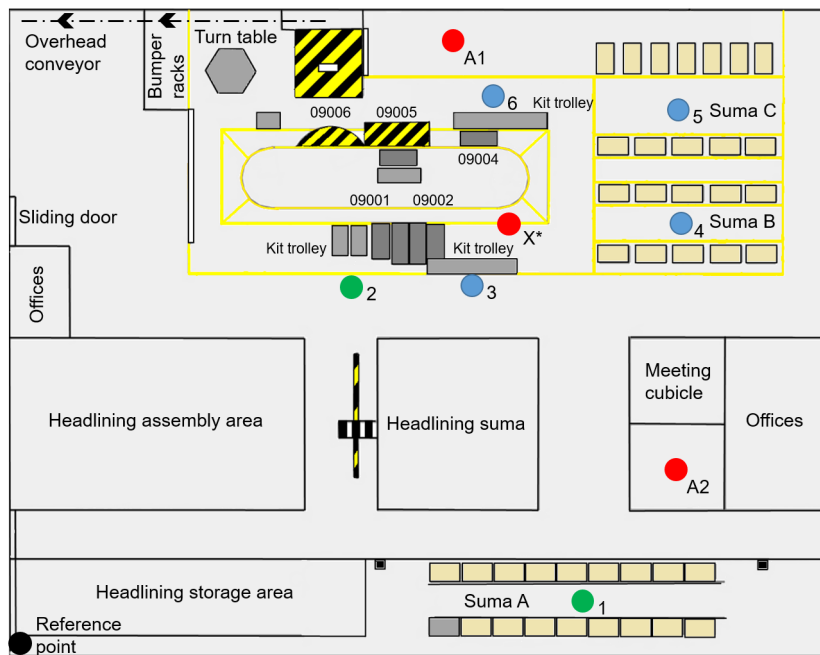 Overhead
conveyor
Bumper
racks
Turn table
A1
09006
09005
6
Kit trolley
09004
5
Suma C
09001
09002
Sliding door
X*
4
Suma B
Kit trolley
Kit trolley
Offices
2
3
Headlining assembly area
Headlining suma
Meeting
cubicle
Offices
A2
Headlining storage area
Suma A
1
Reference
point